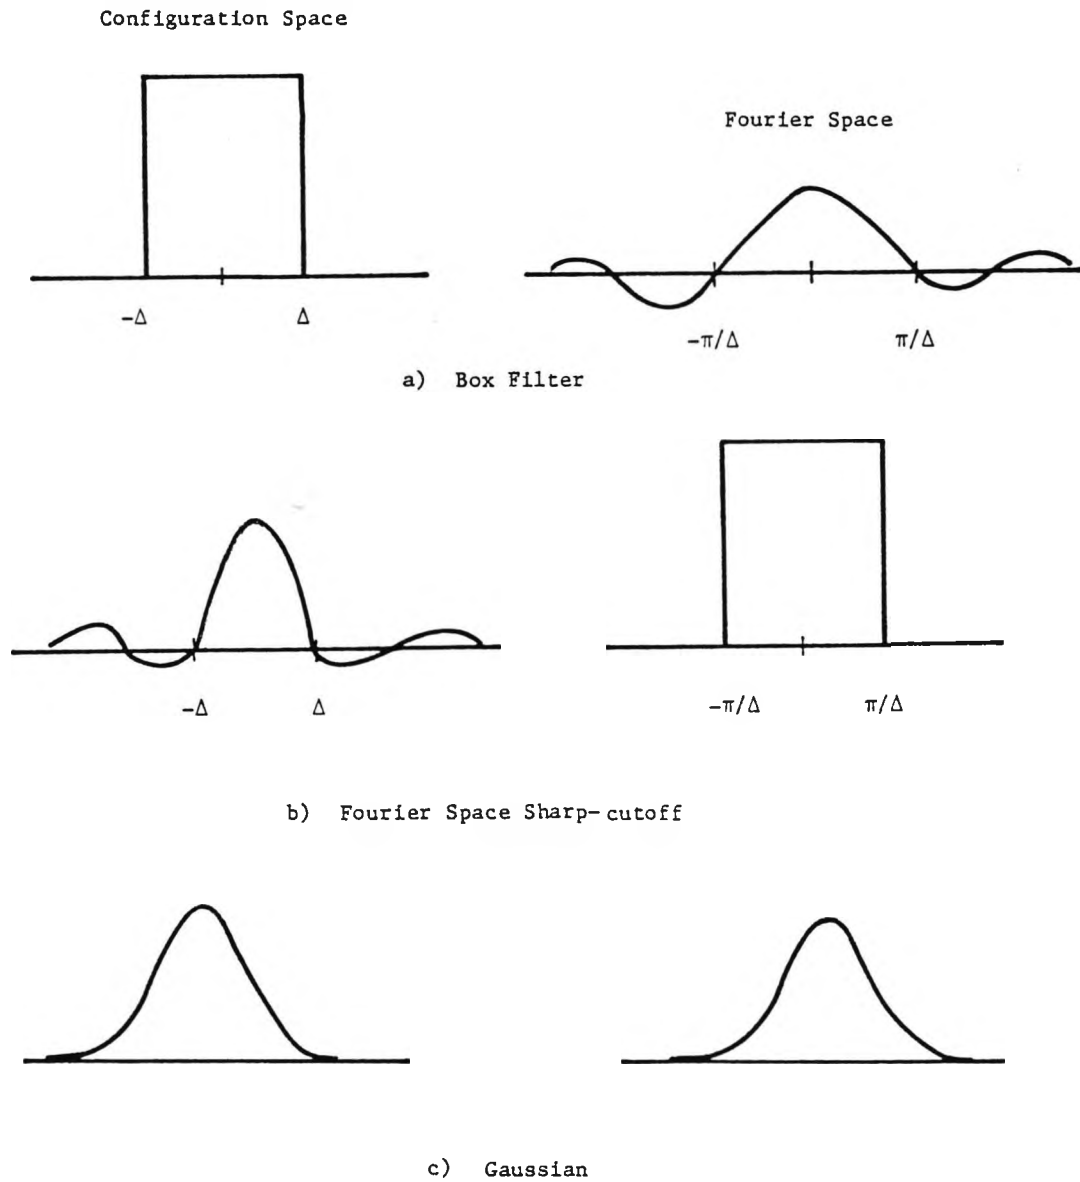 Configuration Space
Fourier Space
-Δ Δ
-π/Δ π/Δ
a) Box Filter
-Δ Δ
-π/Δ π/Δ
b) Fourier Space Sharp-cutoff
c) Gaussian